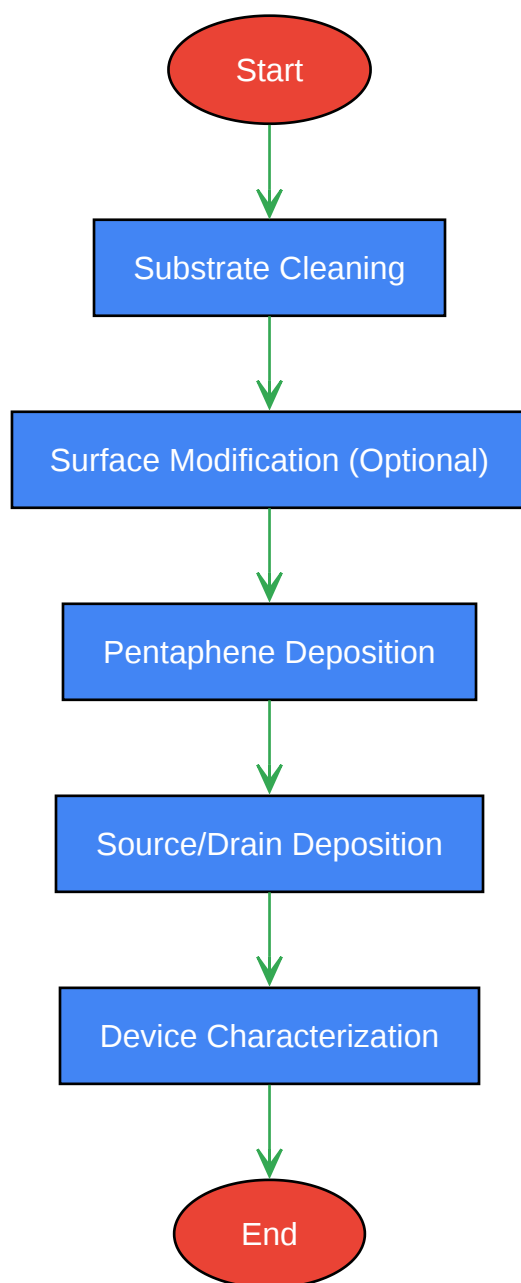 Start
Substrate Cleaning
Surface Modification (Optional)
Pentaphene Deposition
Source/Drain Deposition
Device Characterization
End